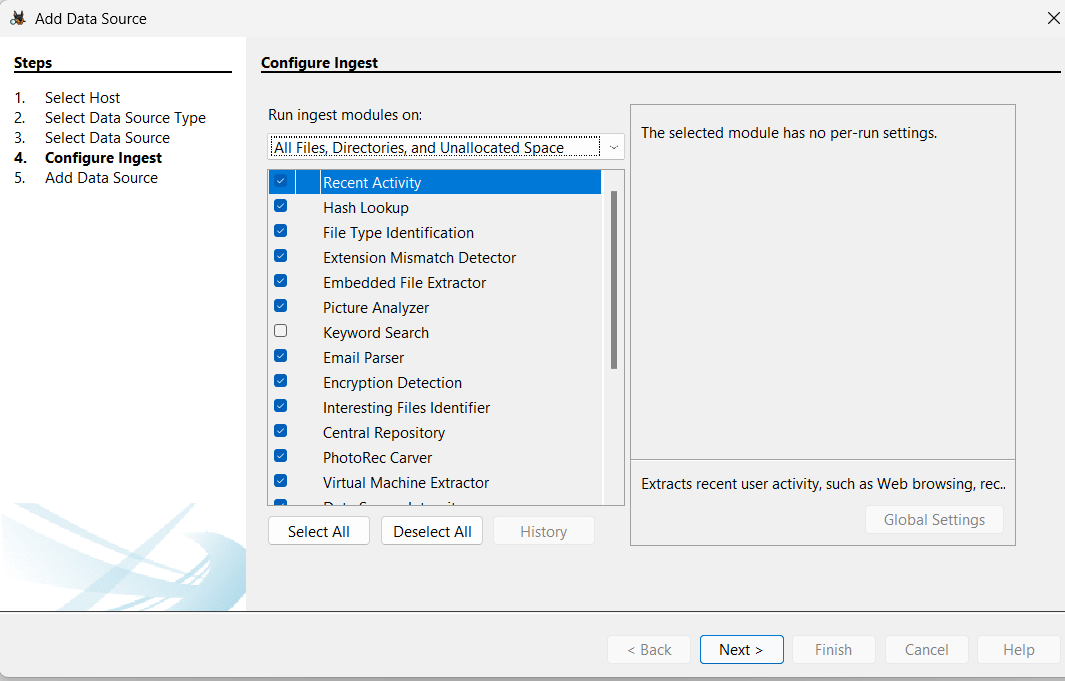 Add Data Source
Steps
1. Select Host
2. Select Data Source Type
3. Select Data Source
4. Configure Ingest
5. Add Data Source
Configure Ingest
Run ingest modules on:
All Files, Directories, and Unallocated Space
Recent Activity
Hash Lookup
File Type Identification
Extension Mismatch Detector
Embedded File Extractor
Picture Analyzer
Keyword Search
Email Parser
Encryption Detection
Interesting Files Identifier
Central Repository
PhotoRec Carver
Virtual Machine Extractor
Select All
Deselect All
History
The selected module has no per-run settings.
Extracts recent user activity, such as Web browsing, rec..
Global Settings
< Back
Next >
Finish
Cancel
Help